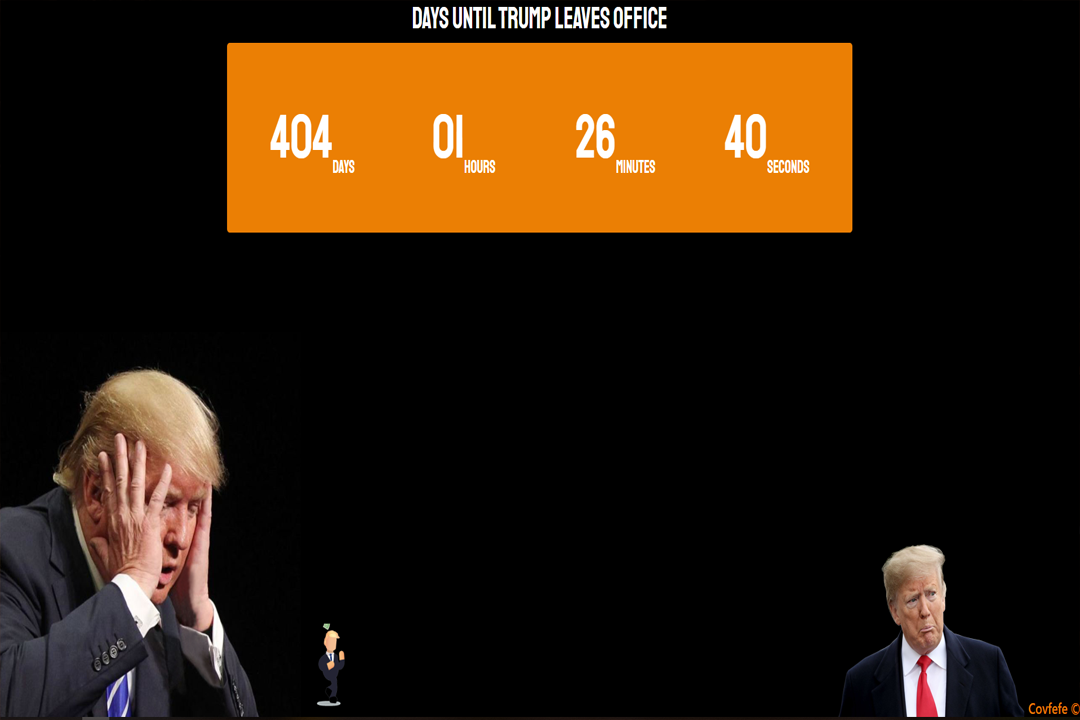 DAYS UNTIL TRUMP LEAVES OFFICE
404 DAYS 01 HOURS 26 MINUTES 40 SECONDS
Covfefe ©